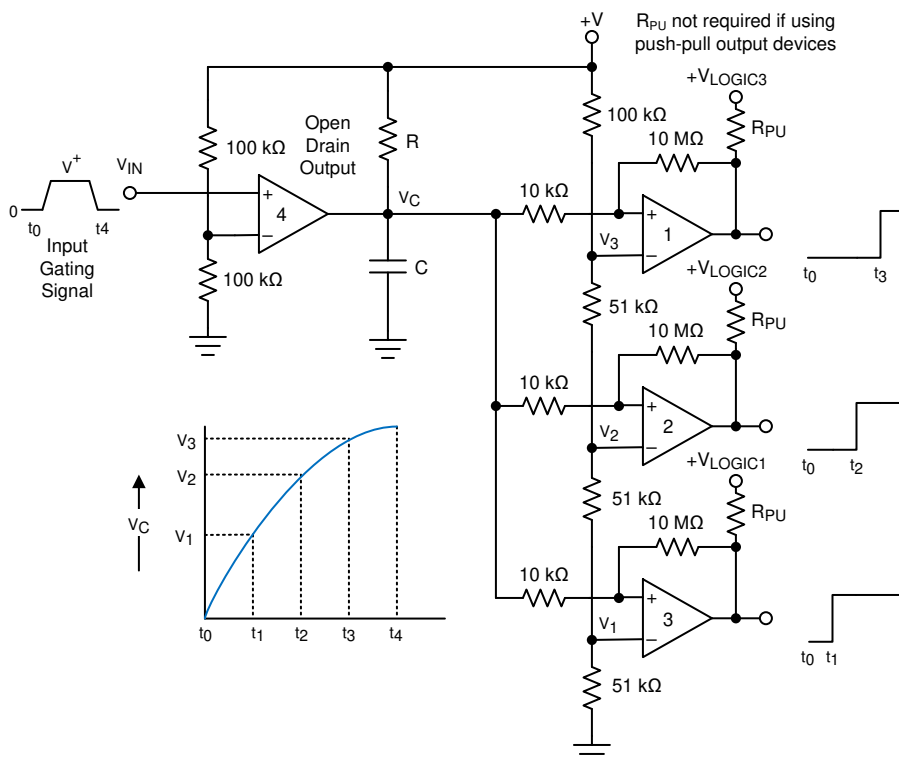 +V
RPU not required if using
push-pull output devices
+VLOGIC3
RPU
100 kΩ
10 MΩ
Open
Drain
Output
R
100 kΩ
V+
VIN
VC
10 kΩ
+
4
−
+
1
−
V3
0
t0
t4
Input
Gating
Signal
100 kΩ
C
t0
t3
+VLOGIC2
RPU
51 kΩ
10 MΩ
10 kΩ
+
2
−
V2
t0
t2
+VLOGIC1
RPU
51 kΩ
10 MΩ
10 kΩ
+
3
−
V1
t0
t1
51 kΩ
V3
V2
V1
VC
t0
t1
t2
t3
t4